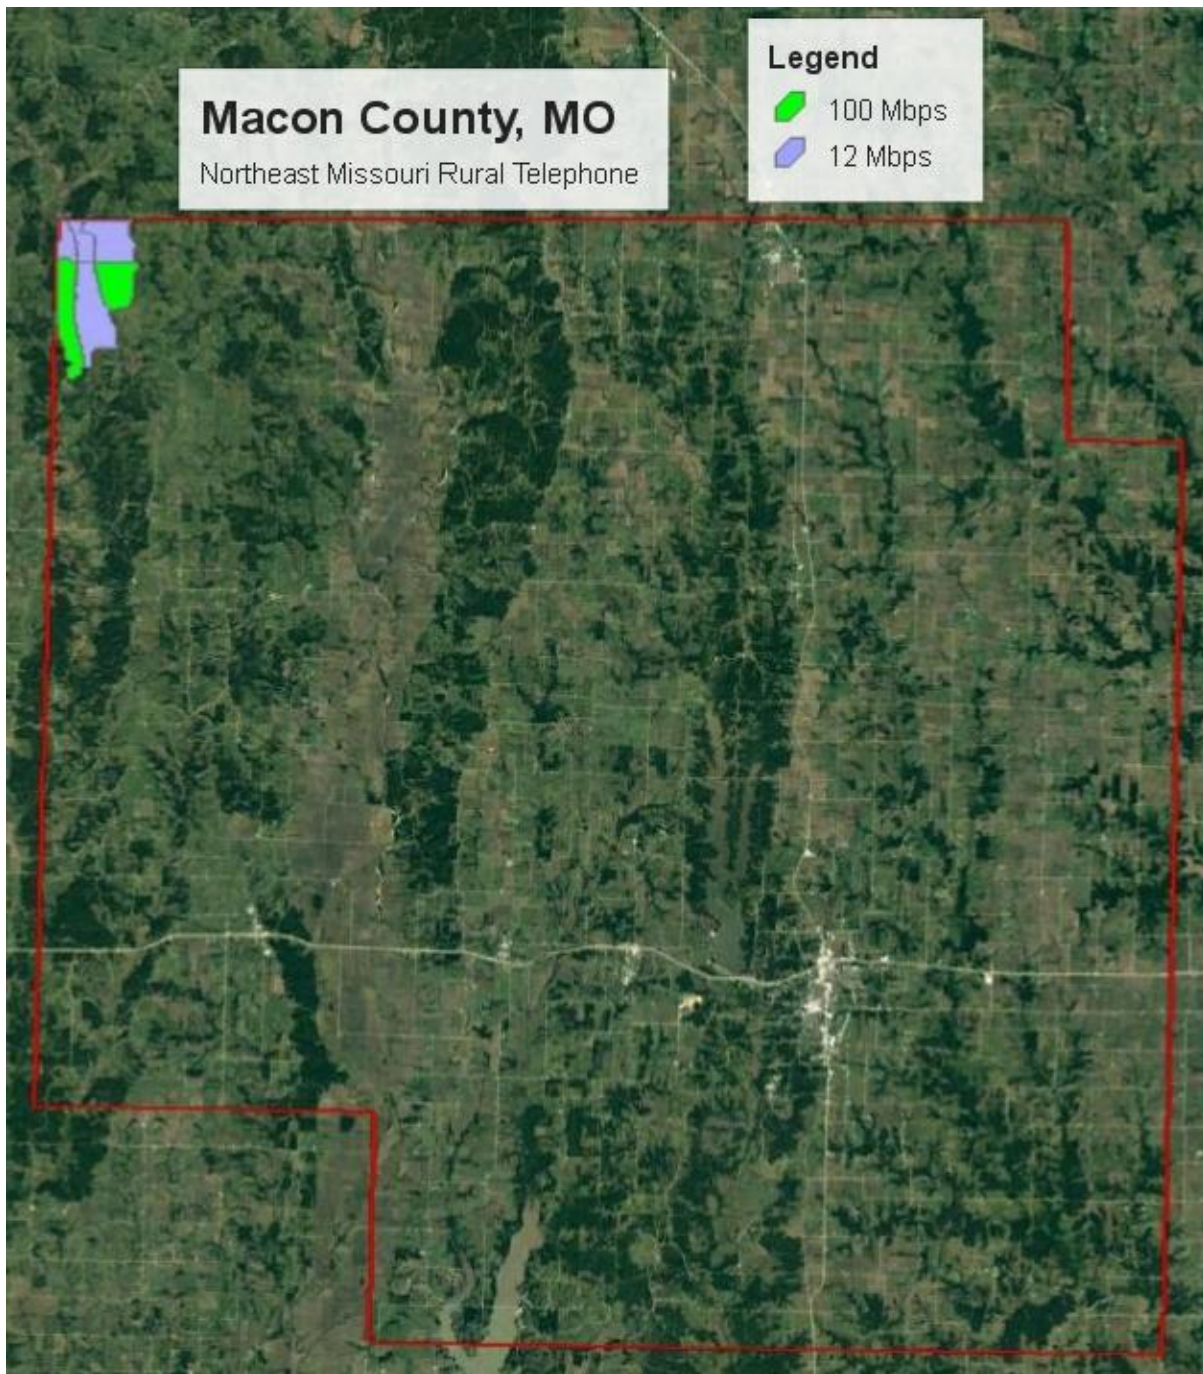 Macon County, MO
Northeast Missouri Rural Telephone
Legend
100 Mbps
12 Mbps